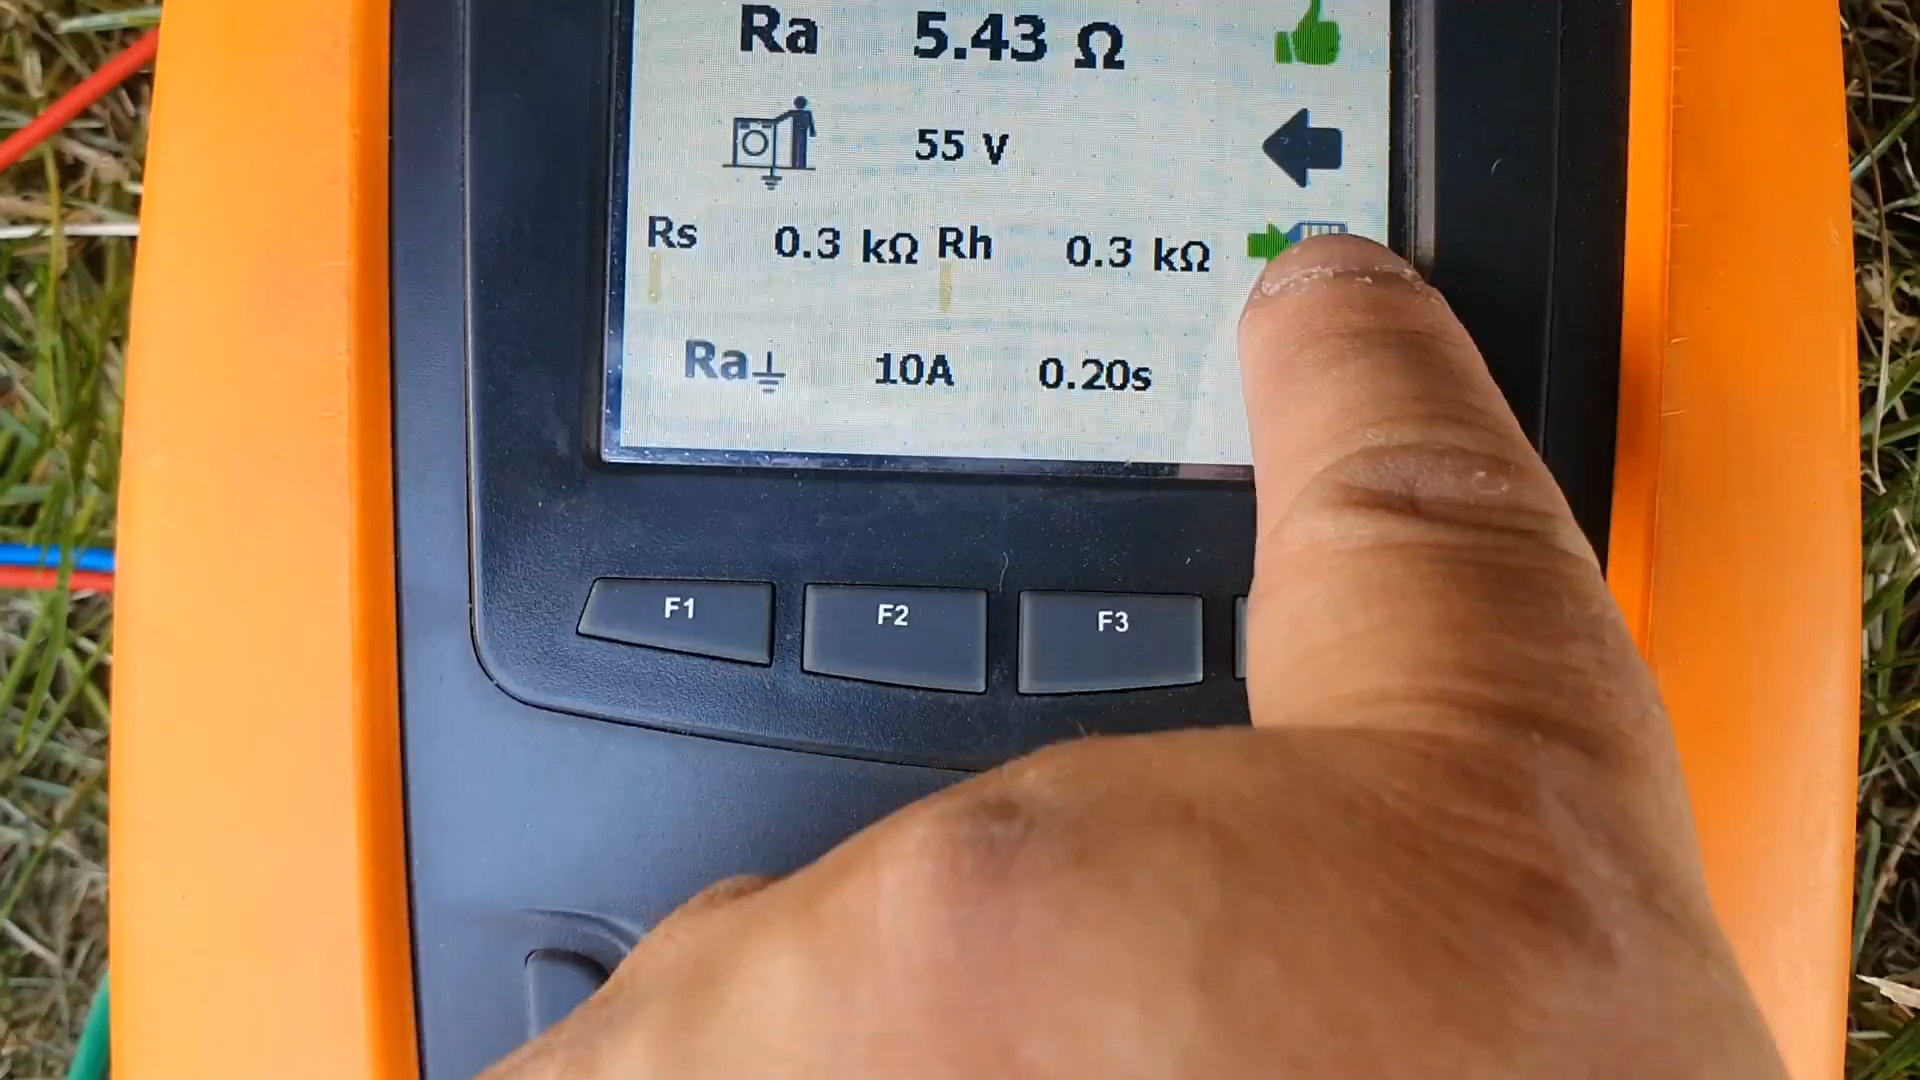 Ra 5.43 Ω
55 V
Rs 0.3 kΩ Rh 0.3 kΩ
Ra 10A 0.20s
F1 F2 F3